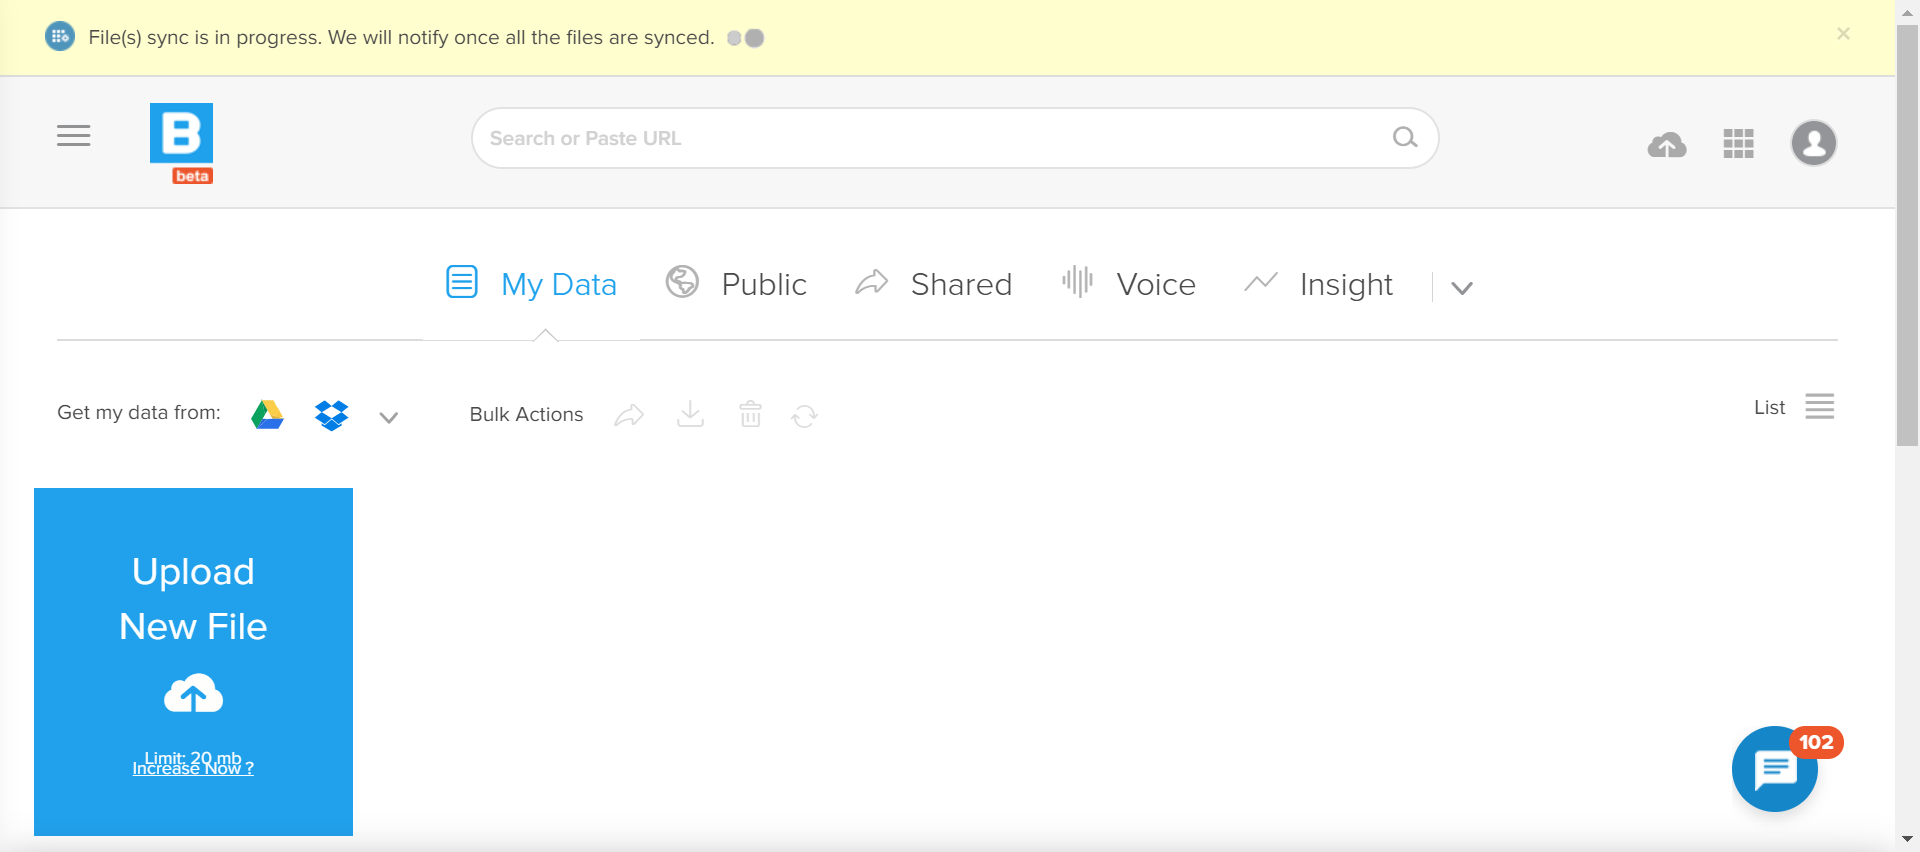 File(s) sync is in progress. We will notify once all the files are synced.
×
B
beta
Search or Paste URL
My Data
Public
Shared
Voice
Insight
Get my data from:
Bulk Actions
List
Upload
New File
Limit: 20 mb
Increase Now ?
102